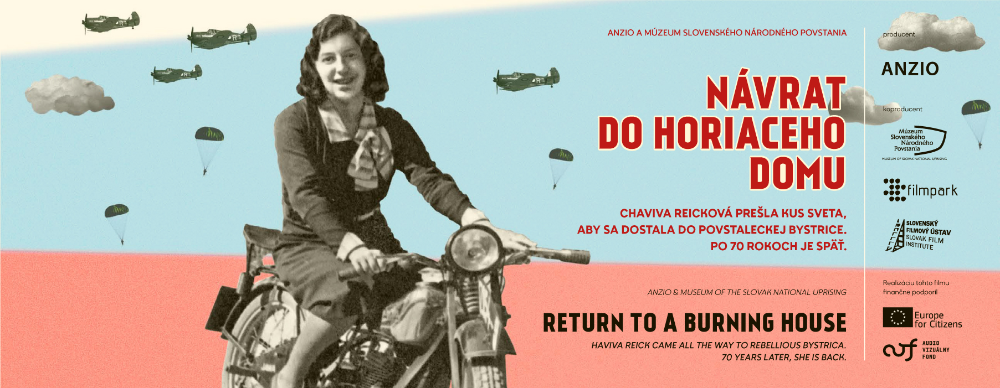 ANZIO A MÚZEUM SLOVENSKÉHO NÁRODNÉHO POVSTANIA
NÁVRAT
DO HORIACEHO
DOMU
CHAVIVA REICKOVÁ PREŠLA KUS SVETA,
ABY SA DOSTALA DO POVSTALECKEJ BYSTRICE.
PO 70 ROKOCH JE SPÄŤ.
ANZIO & MUSEUM OF THE SLOVAK NATIONAL UPRISING
RETURN TO A BURNING HOUSE
HAVIVA REICK CAME ALL THE WAY TO REBELLIOUS BYSTRICA.
70 YEARS LATER, SHE IS BACK.
producent
ANZIO
koproducent
Múzeum
Slovenského
Národného
Povstania
MUSEUM OF SLOVAK NATIONAL UPRISING
filmpark
SLOVENSKÝ
FILMOVÝ ÚSTAV
SLOVAK FILM
INSTITUTE
Realizáciu tohto filmu
finančne podporil
Europe
for Citizens
avf
AUDIO
VIZUÁLNY
FOND
R
R
R
R